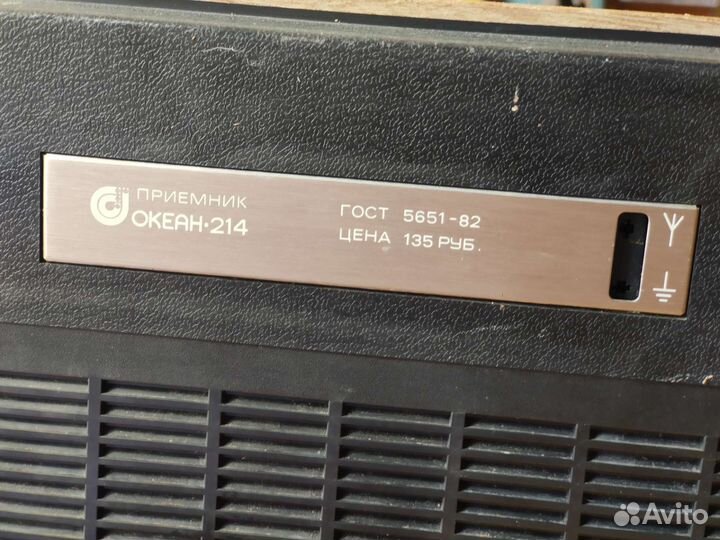 ПРИЕМНИК
ОКЕАН·214
ГОСТ 5651-82
ЦЕНА 135 РУБ.
Avito